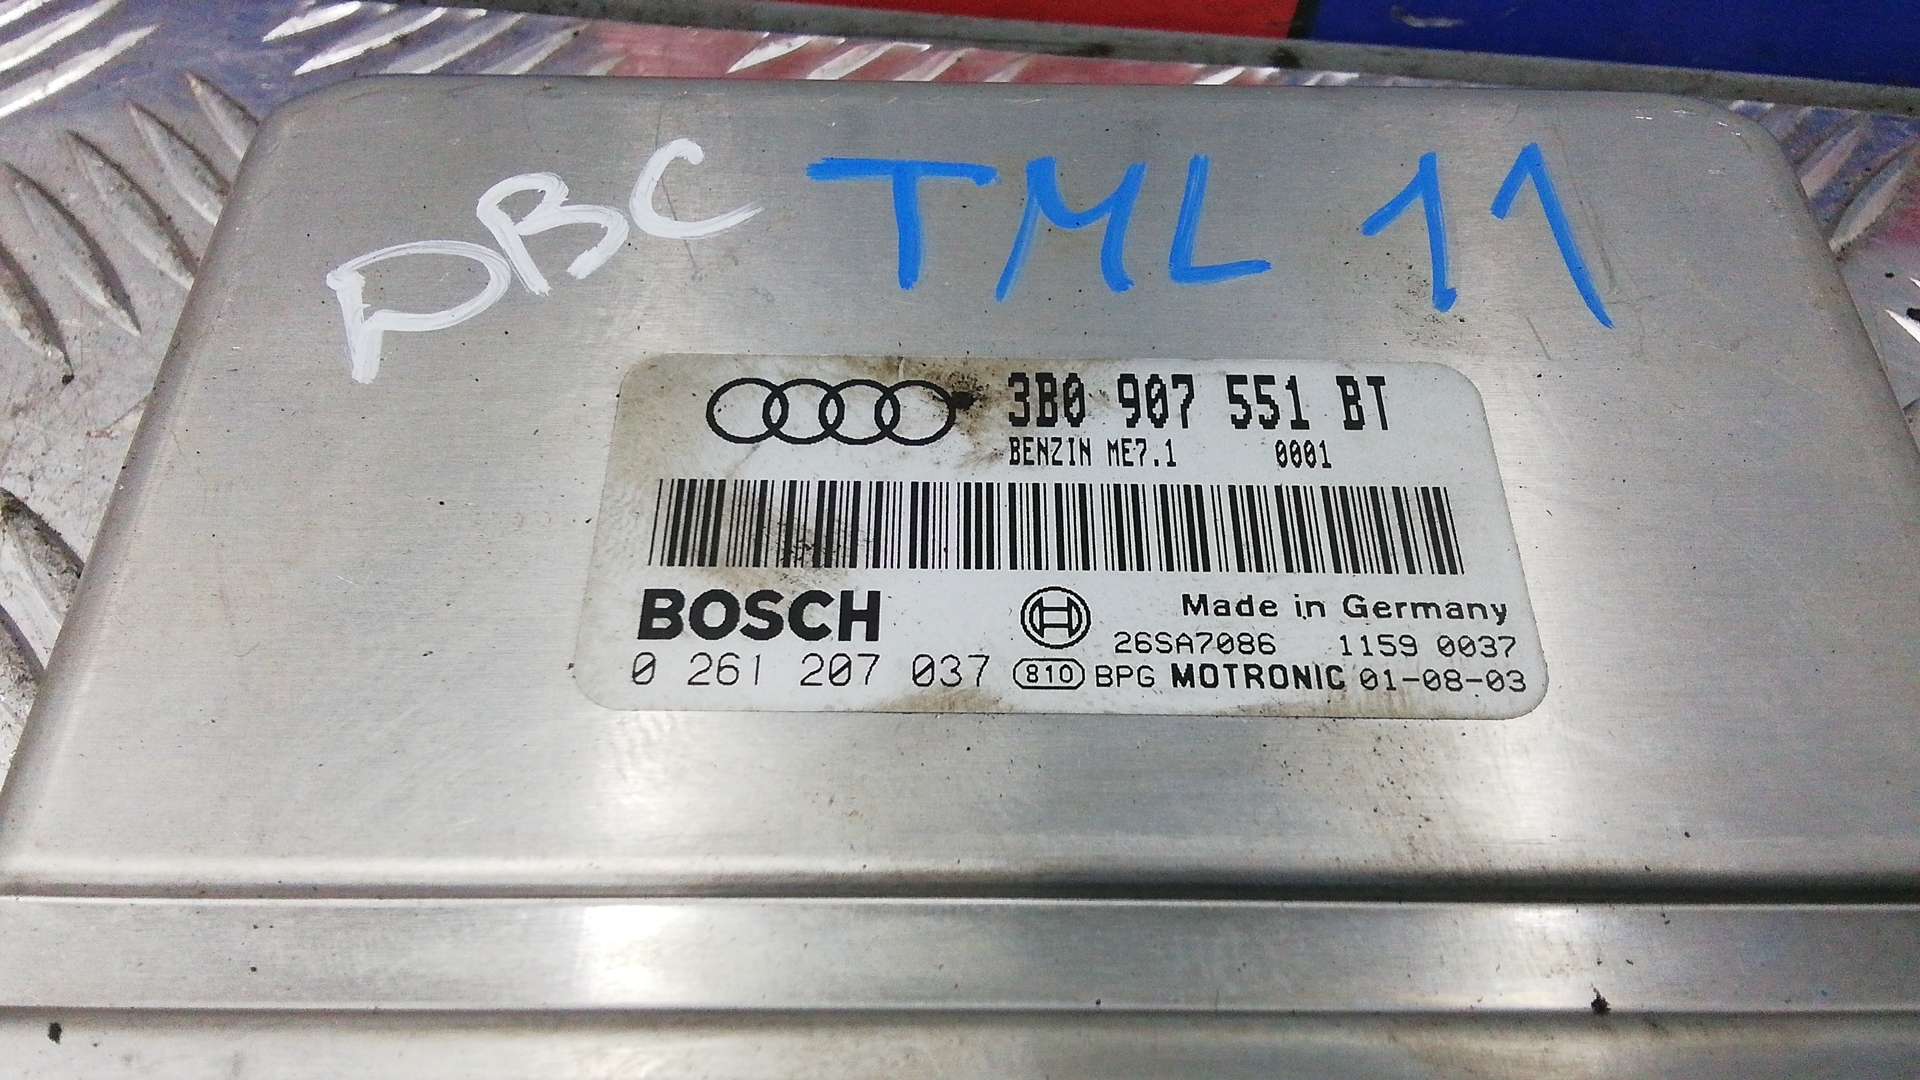 DBC TML 11
3B0 907 551 BT
BENZIN ME7.1 0001
BOSCH Made in Germany
26SA7086 1159 0037
0 261 207 037 810 BPG MOTRONIC 01-08-03